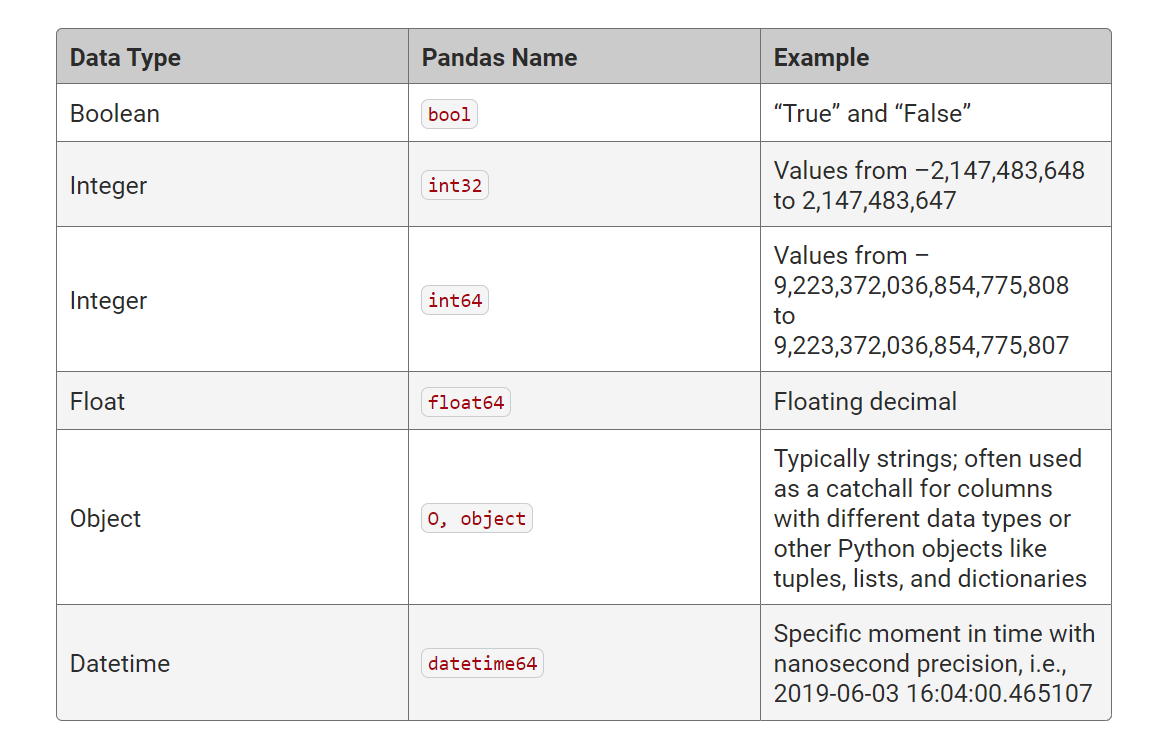 Data Type Pandas Name Example
Boolean bool “True” and “False”
Integer int32 Values from –2,147,483,648
to 2,147,483,647
Integer int64 Values from –
9,223,372,036,854,775,808
to
9,223,372,036,854,775,807
Float float64 Floating decimal
Object O, object Typically strings; often used
as a catchall for columns
with different data types or
other Python objects like
tuples, lists, and dictionaries
Datetime datetime64 Specific moment in time with
nanosecond precision, i.e.,
2019-06-03 16:04:00.465107